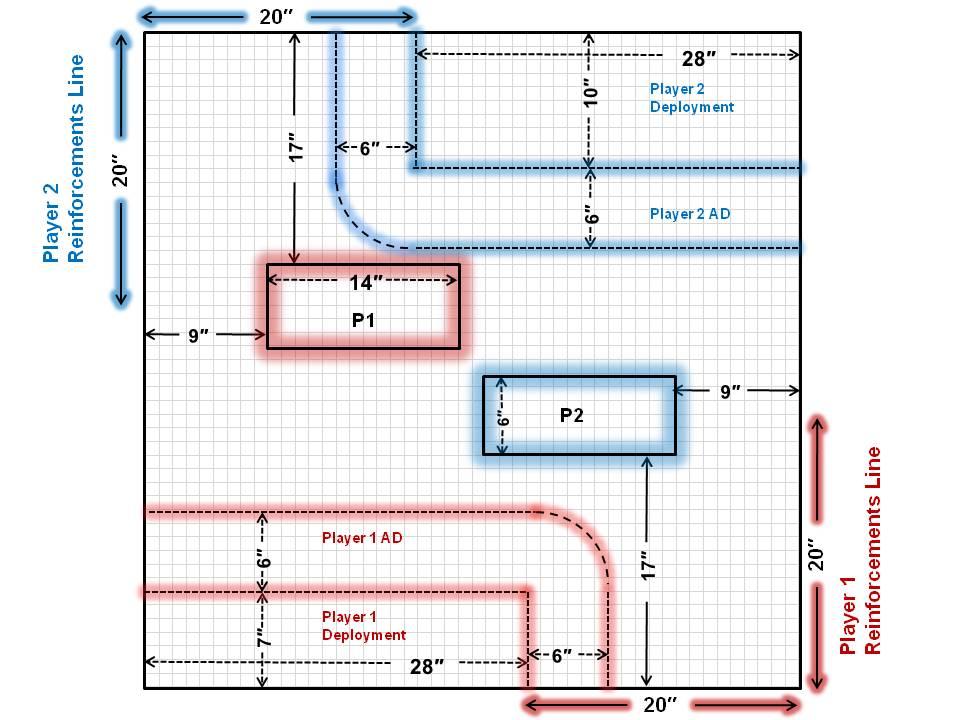 20″
28″
Player 2
Reinforcements Line
20″
17″
10″
Player 2
Deployment
6″
6″
Player 2 AD
14″
P1
9″
6″
P2
9″
Player 1 AD
6″
17″
20″
Player 1
Reinforcements Line
Player 1
Deployment
7″
28″
6″
20″